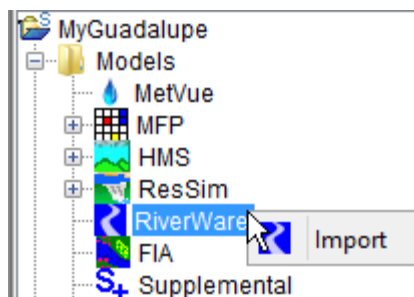 MyGuadalupe
Models
MetVue
MFP
HMS
ResSim
RiverWare
Import
FIA
Supplemental